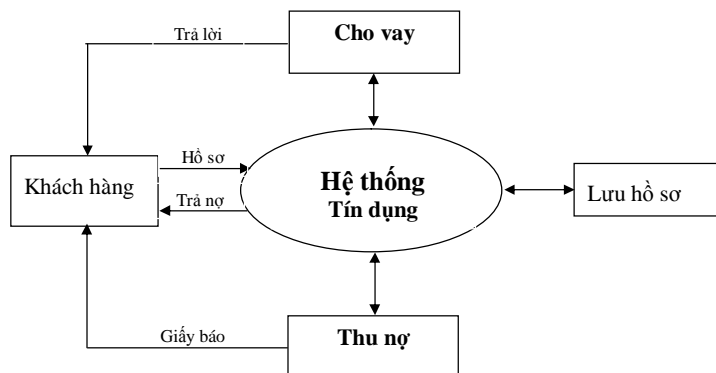 Trả lời
Cho vay
Hồ sơ
Khách hàng
Hệ thống
Tín dụng
Lưu hồ sơ
Trả nợ
Giấy báo
Thu nợ